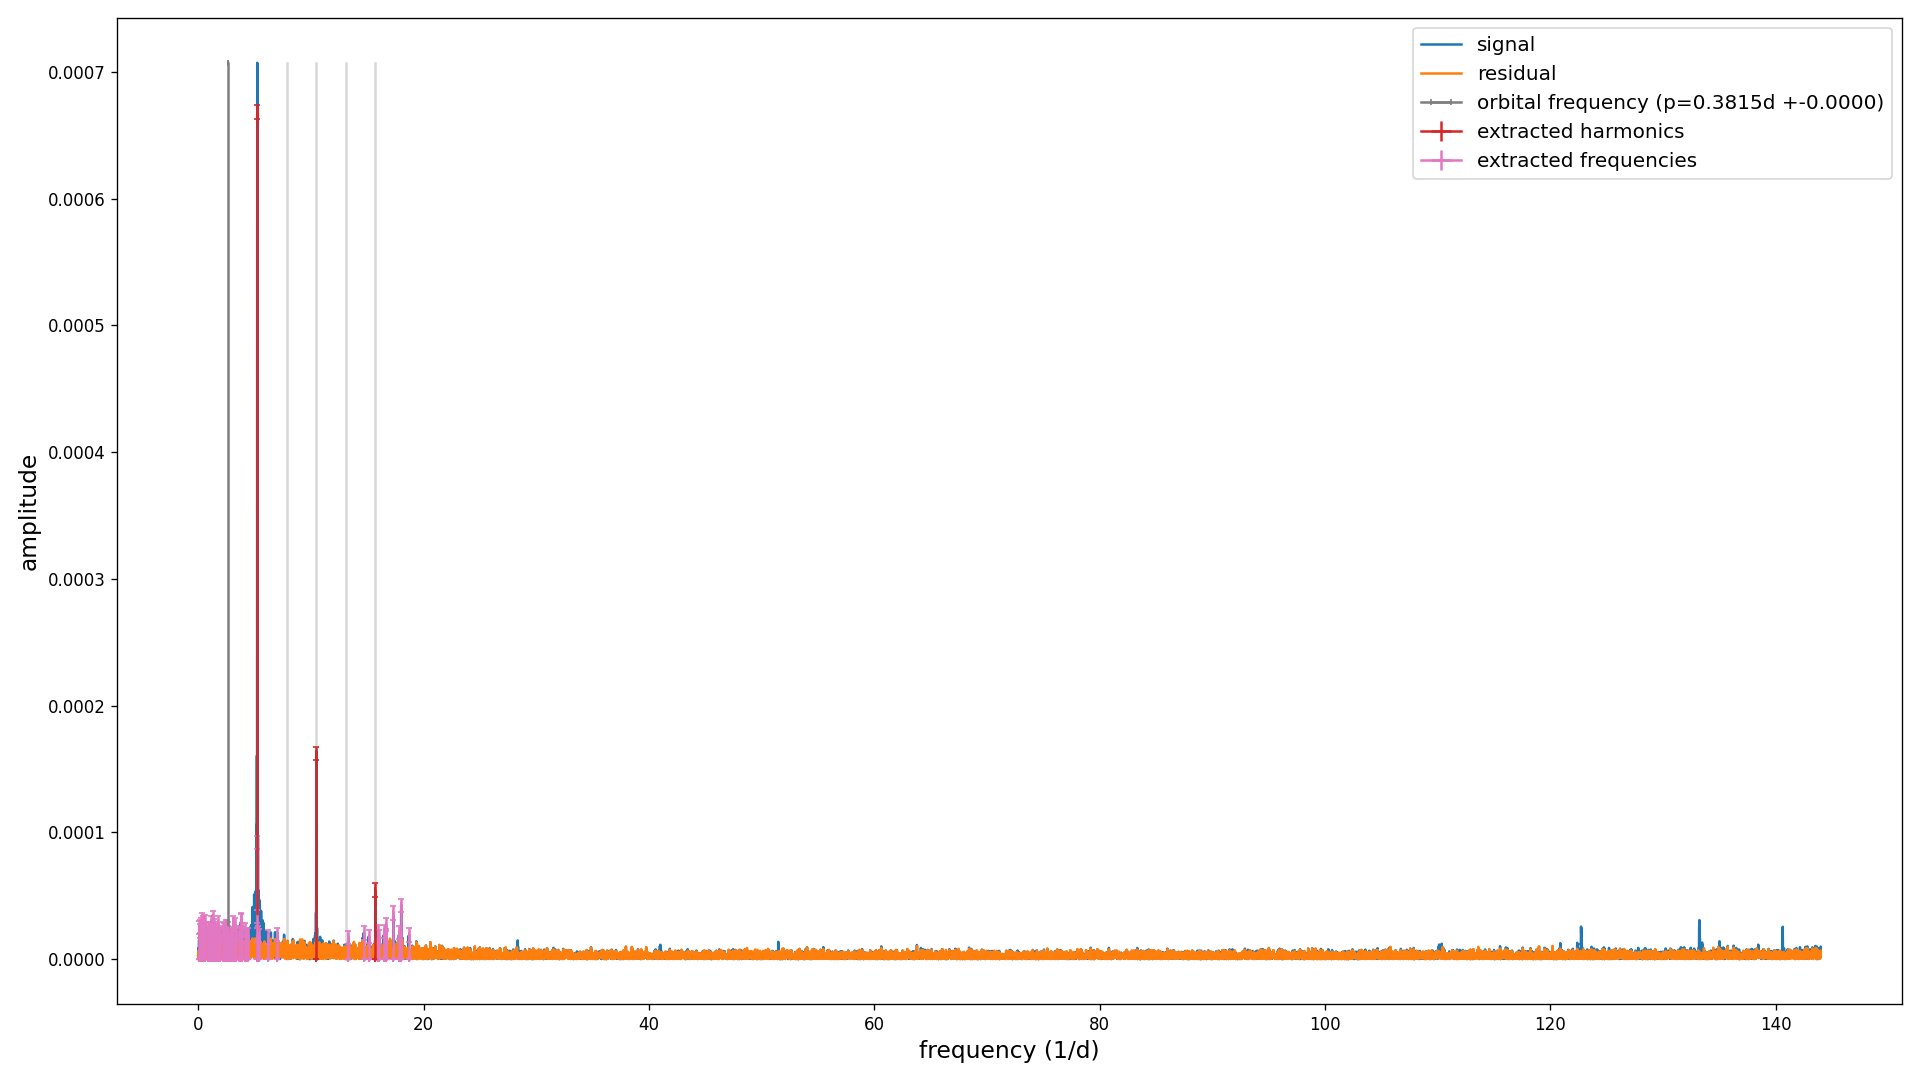 signal
residual
orbital frequency (p=0.3815d +-0.0000)
extracted harmonics
extracted frequencies
0.0007
0.0006
0.0005
0.0004
0.0003
0.0002
0.0001
0.0000
amplitude
0 20 40 60 80 100 120 140
frequency (1/d)